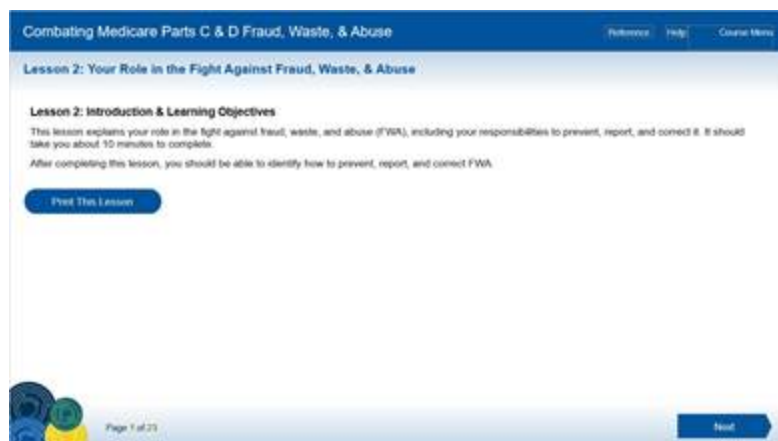 Combating Medicare Parts C & D Fraud, Waste, & Abuse
Reference Help Course Menu
Lesson 2: Your Role in the Fight Against Fraud, Waste, & Abuse
Lesson 2: Introduction & Learning Objectives
This lesson explains your role in the fight against fraud, waste, and abuse (FWA), including your responsibilities to prevent, report, and correct it. It should
take you about 10 minutes to complete.
After completing this lesson, you should be able to identify how to prevent, report, and correct FWA.
Print This Lesson
Page 1 of 23
Next